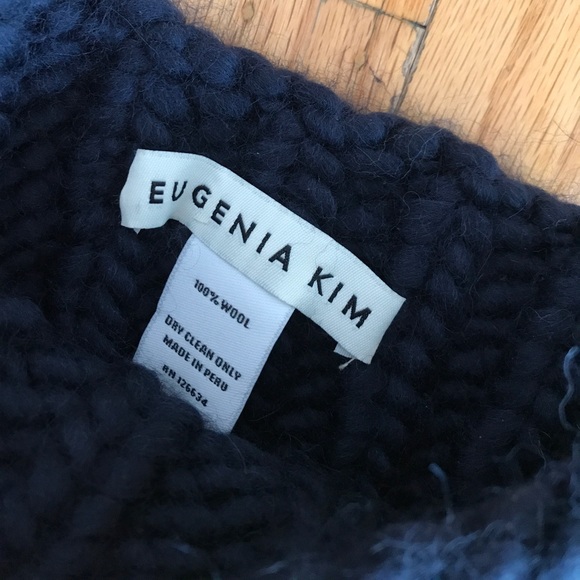 EUGENIA KIM
100% WOOL
DRY CLEAN ONLY
MADE IN PERU
RN 126634